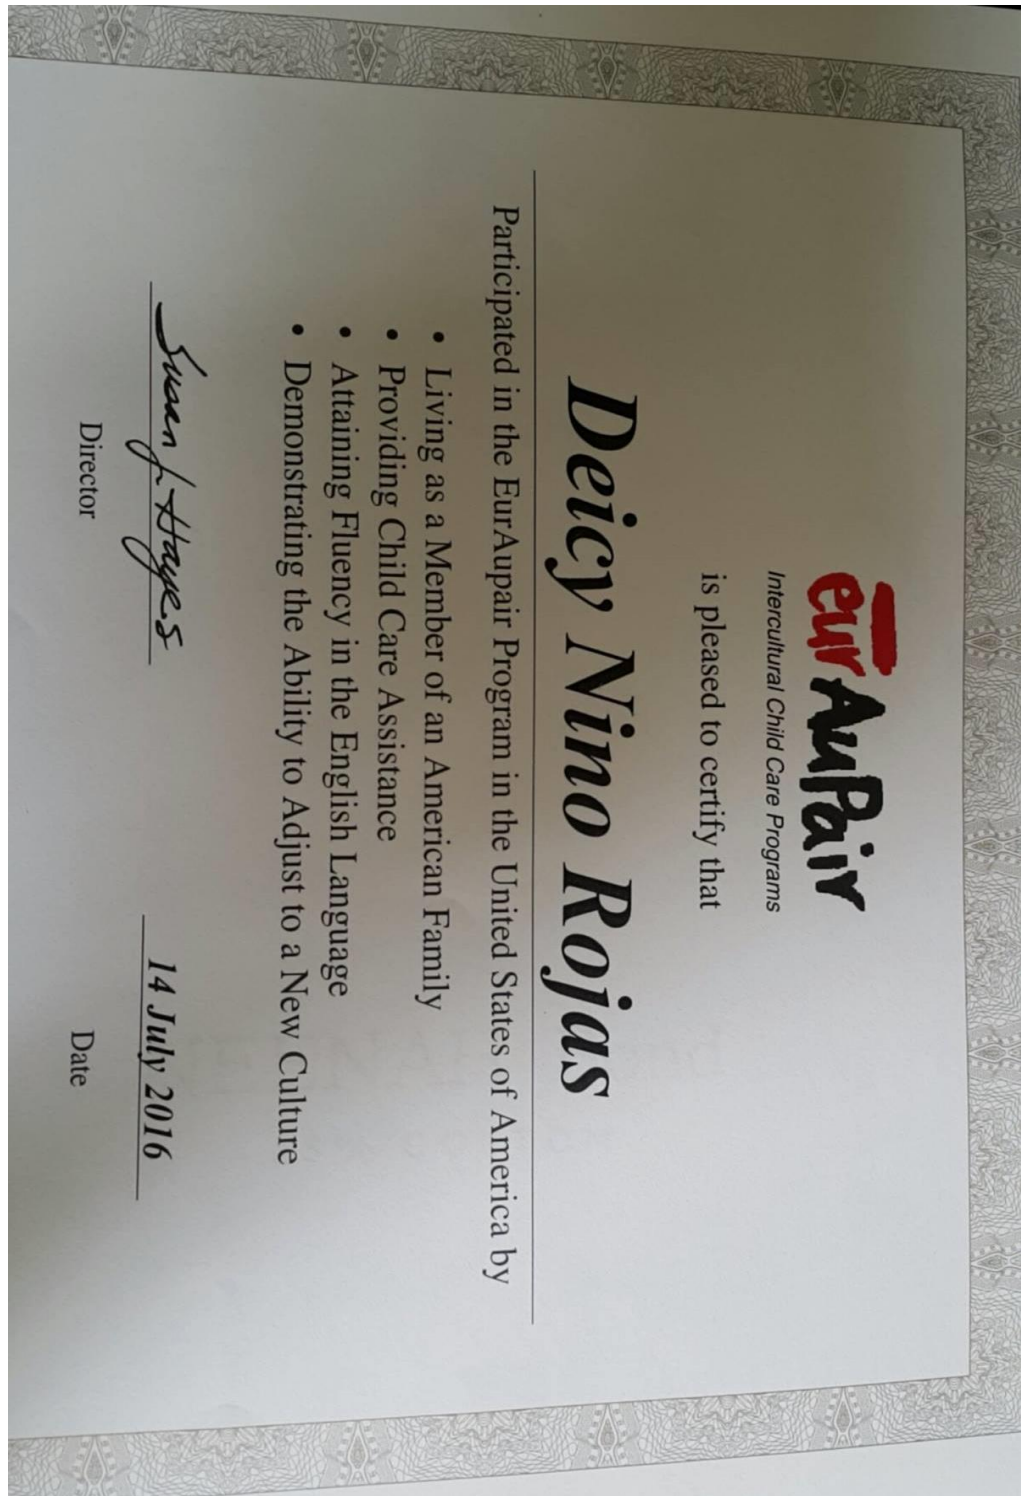 eurAuPair
Intercultural Child Care Programs
is pleased to certify that
Deicy Nino Rojas
Participated in the EurAupair Program in the United States of America by
• Living as a Member of an American Family
• Providing Child Care Assistance
• Attaining Fluency in the English Language
• Demonstrating the Ability to Adjust to a New Culture
Susan J. Hayes 14 July 2016
Director Date